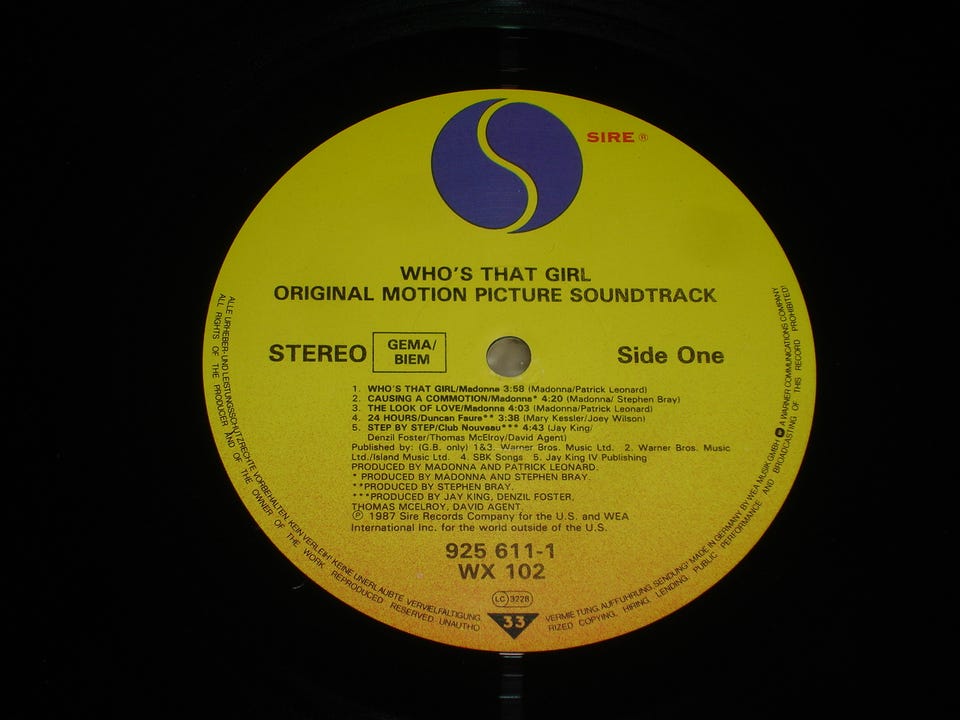 SIRE ®
WHO'S THAT GIRL
ORIGINAL MOTION PICTURE SOUNDTRACK
STEREO
GEMA/
BIEM
Side One
1. WHO'S THAT GIRL/Madonna 3:58 (Madonna/Patrick Leonard)
2. CAUSING A COMMOTION/Madonna* 4:20 (Madonna/ Stephen Bray)
3. THE LOOK OF LOVE/Madonna 4:03 (Madonna/Patrick Leonard)
4. 24 HOURS/Duncan Faure** 3:38 (Mary Kessler/Joey Wilson)
5. STEP BY STEP/Club Nouveau*** 4:43 (Jay King/
Denzil Foster/Thomas McElroy/David Agent)
Published by: (G.B. only) 1&3. Warner Bros. Music Ltd. 2. Warner Bros. Music
Ltd./Island Music Ltd. 4. SBK Songs 5. Jay King IV Publishing
PRODUCED BY MADONNA AND PATRICK LEONARD.
* PRODUCED BY MADONNA AND STEPHEN BRAY.
**PRODUCED BY STEPHEN BRAY.
***PRODUCED BY JAY KING, DENZIL FOSTER,
THOMAS MCELROY, DAVID AGENT.
℗ 1987 Sire Records Company for the U.S. and WEA
International Inc. for the world outside of the U.S.
925 611-1
WX 102
LC 3228
33
ALLE URHEBER-UND LEISTUNGSSCHUTZRECHTE VORBEHALTEN KEIN VERLEIH! KEINE UNERLAUBTE VERVIELFÄLTIGUNG, VERMIETUNG, AUFFÜHRUNG, SENDUNG! MADE IN GERMANY BY WEA MUSIK GMBH A WARNER COMMUNICATIONS COMPANY
ALL RIGHTS OF THE PRODUCER AND OF THE OWNER OF THE WORK REPRODUCED RESERVED UNAUTHORIZED COPYING, HIRING, LENDING, PUBLIC PERFORMANCE AND BROADCASTING OF THIS RECORD PROHIBITED!